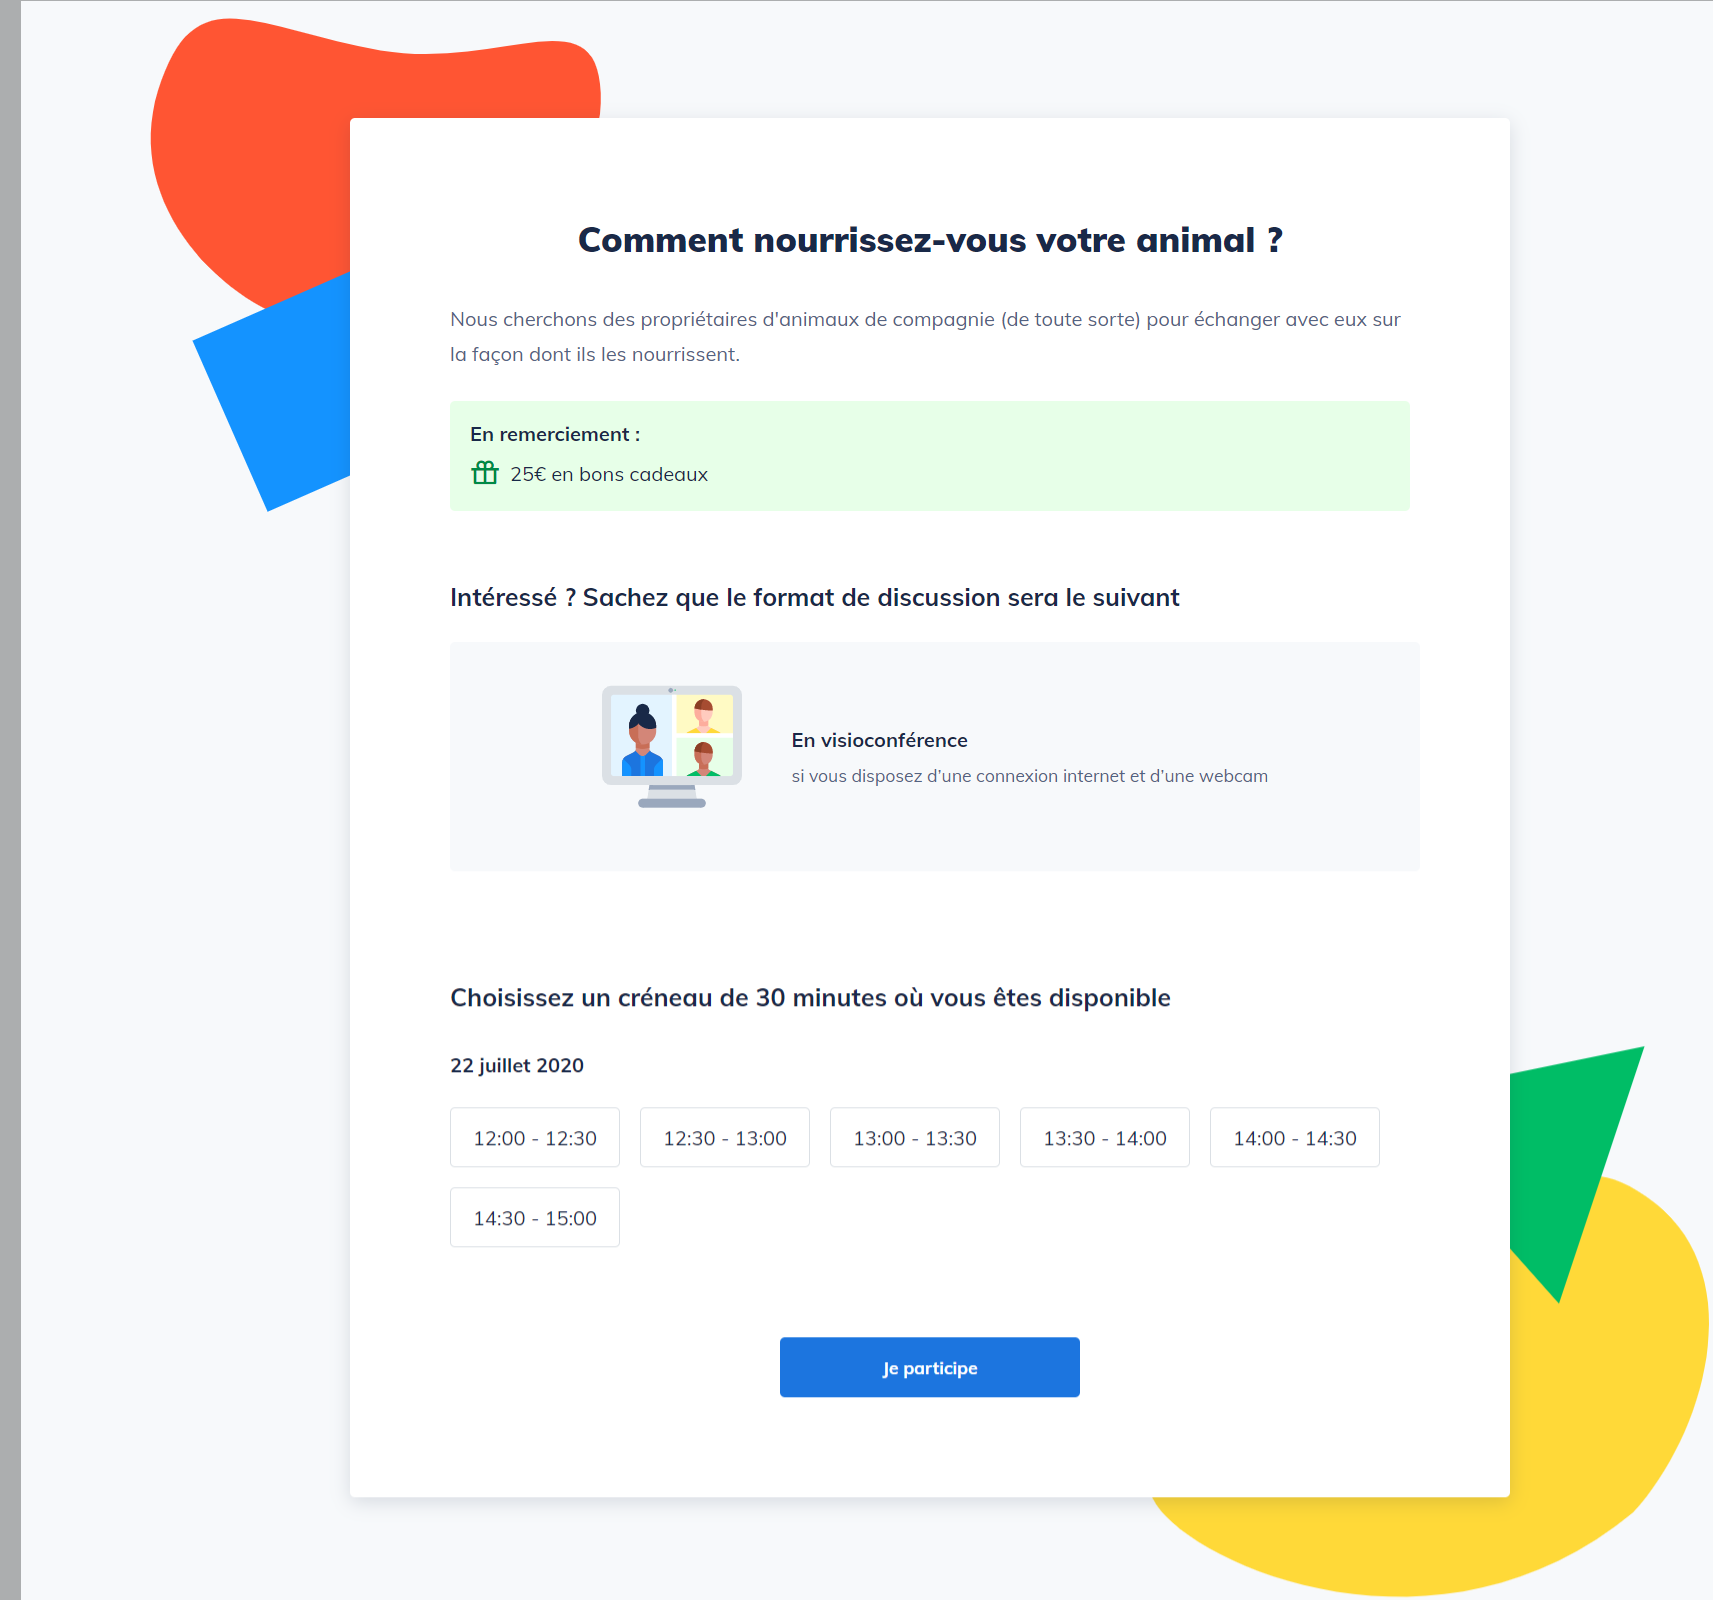 Comment nourrissez-vous votre animal ?
Nous cherchons des propriétaires d'animaux de compagnie (de toute sorte) pour échanger avec eux sur
la façon dont ils les nourrissent.
En remerciement :
25€ en bons cadeaux
Intéressé ? Sachez que le format de discussion sera le suivant
En visioconférence
si vous disposez d’une connexion internet et d’une webcam
Choisissez un créneau de 30 minutes où vous êtes disponible
22 juillet 2020
12:00 - 12:30 12:30 - 13:00 13:00 - 13:30 13:30 - 14:00 14:00 - 14:30
14:30 - 15:00
Je participe